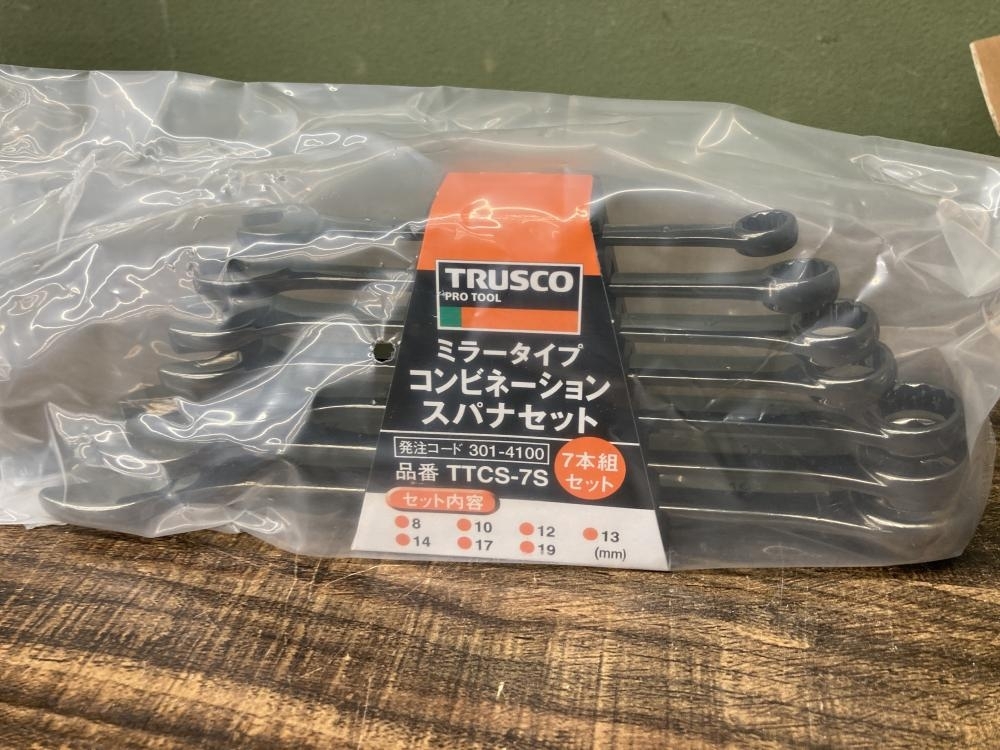 TRUSCO
PRO TOOL
ミラータイプ
コンビネーション
スパナセット
発注コード 301-4100
品番 TTCS-7S
7本組
セット
セット内容
8 10 12 13
14 17 19 (mm)